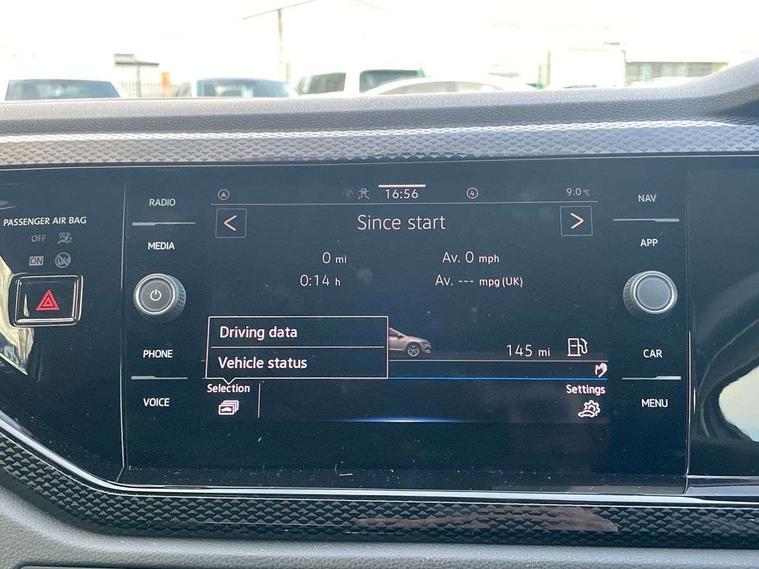 16:56
4
9.0°C
RADIO
NAV
< Since start >
PASSENGER AIR BAG
OFF
ON
MEDIA
APP
0 mi
Av. 0 mph
0:14 h
Av. --- mpg (UK)
Driving data
Vehicle status
145 mi
PHONE
CAR
Selection
Settings
VOICE
MENU